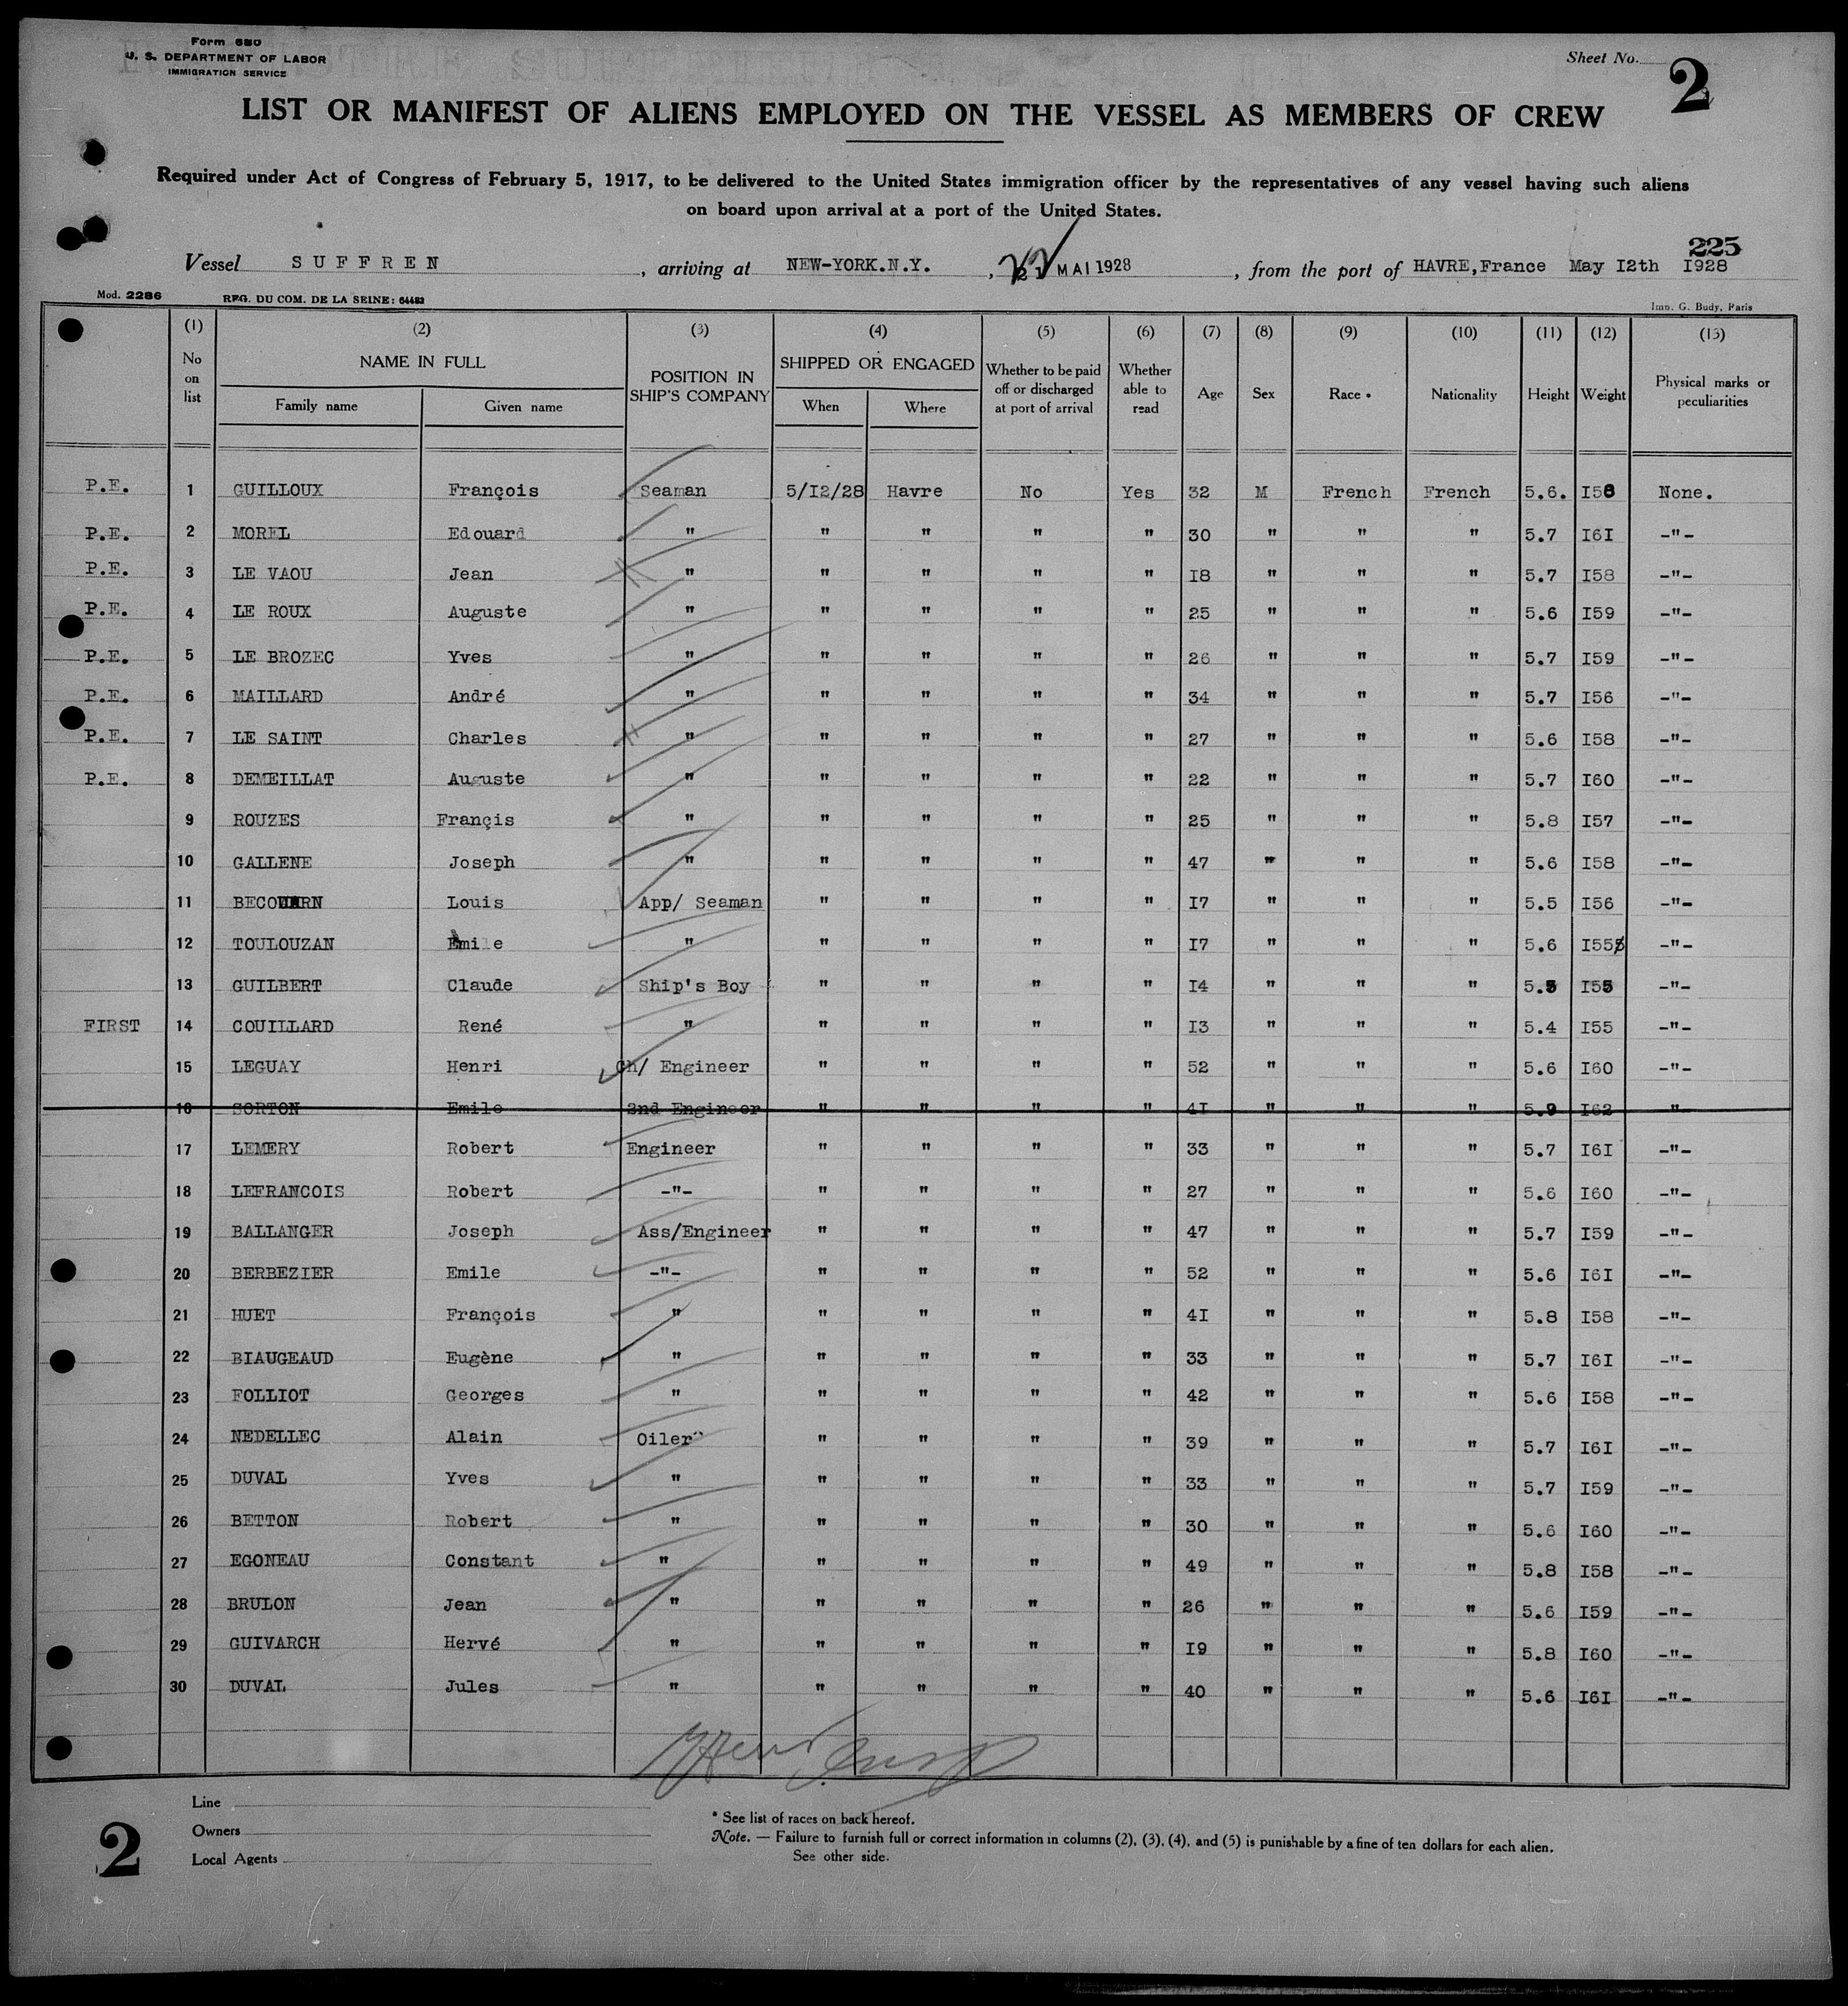 Form 680
U. S. DEPARTMENT OF LABOR
IMMIGRATION SERVICE
Sheet No. 2
LIST OR MANIFEST OF ALIENS EMPLOYED ON THE VESSEL AS MEMBERS OF CREW
Required under Act of Congress of February 5, 1917, to be delivered to the United States immigration officer by the representatives of any vessel having such aliens
on board upon arrival at a port of the United States.
225
Vessel SUFFREN, arriving at NEW-YORK.N.Y., 22 MAI 1928, from the port of HAVRE,France May I2th I928
Mod. 2286 REG. DU COM. DE LA SEINE: 64482 Imp. G. Budy, Paris
(1) (2) (3) (4) (5) (6) (7) (8) (9) (10) (11) (12) (13)
No on list NAME IN FULL Family name Given name POSITION IN SHIP'S COMPANY SHIPPED OR ENGAGED When Where Whether to be paid off or discharged at port of arrival Whether able to read Age Sex Race * Nationality Height Weight Physical marks or peculiarities
P.E. 1 GUILLOUX François Seaman 5/I2/28 Havre No Yes 32 M French French 5.6. I58 None.
P.E. 2 MOREL Edouard " " " " " 30 " " " 5.7 I6I -"-
P.E. 3 LE VAOU Jean " " " " " I8 " " " 5.7 I58 -"-
P.E. 4 LE ROUX Auguste " " " " " 25 " " " 5.6 I59 -"-
P.E. 5 LE BROZEC Yves " " " " " 26 " " " 5.7 I59 -"-
P.E. 6 MAILLARD André " " " " " 34 " " " 5.7 I56 -"-
P.E. 7 LE SAINT Charles " " " " " 27 " " " 5.6 I58 -"-
P.E. 8 DEMEILLAT Auguste " " " " " 22 " " " 5.7 I60 -"-
9 ROUZES Françis " " " " " 25 " " " 5.8 I57 -"-
10 GALLENE Joseph " " " " " 47 " " " 5.6 I58 -"-
11 BECOUARN Louis App/ Seaman " " " " I7 " " " 5.5 I56 -"-
12 TOULOUZAN Emile " " " " " I7 " " " 5.6 I55 -"-
13 GUILBERT Claude Ship's Boy " " " " I4 " " " 5.5 I55 -"-
FIRST 14 COUILLARD René " " " " " I3 " " " 5.4 I55 -"-
15 LEGUAY Henri Ch/ Engineer " " " " 52 " " " 5.6 I60 -"-
16 SORTON Emile 2nd Engineer " " " " 4I " " " 5.9 I62 "
17 LEMERY Robert Engineer " " " " 33 " " " 5.7 I6I -"-
18 LEFRANCOIS Robert -"- " " " " 27 " " " 5.6 I60 -"-
19 BALLANGER Joseph Ass/Engineer " " " " 47 " " " 5.7 I59 -"-
20 BERBEZIER Emile -"- " " " " 52 " " " 5.6 I6I -"-
21 HUET François " " " " " 4I " " " 5.8 I58 -"-
22 BIAUGEAUD Eugène " " " " " 33 " " " 5.7 I6I -"-
23 FOLLIOT Georges " " " " " 42 " " " 5.6 I58 -"-
24 NEDELLEC Alain Oiler " " " " 39 " " " 5.7 I6I -"-
25 DUVAL Yves " " " " " 33 " " " 5.7 I59 -"-
26 BETTON Robert " " " " " 30 " " " 5.6 I60 -"-
27 EGONEAU Constant " " " " " 49 " " " 5.8 I58 -"-
28 BRULON Jean " " " " " 26 " " " 5.6 I59 -"-
29 GUIVARCH Hervé " " " " " I9 " " " 5.8 I60 -"-
30 DUVAL Jules " " " " " 40 " " " 5.6 I6I -"-
2
Line
Owners
Local Agents
* See list of races on back hereof.
Note. — Failure to furnish full or correct information in columns (2), (3), (4), and (5) is punishable by a fine of ten dollars for each alien.
See other side.